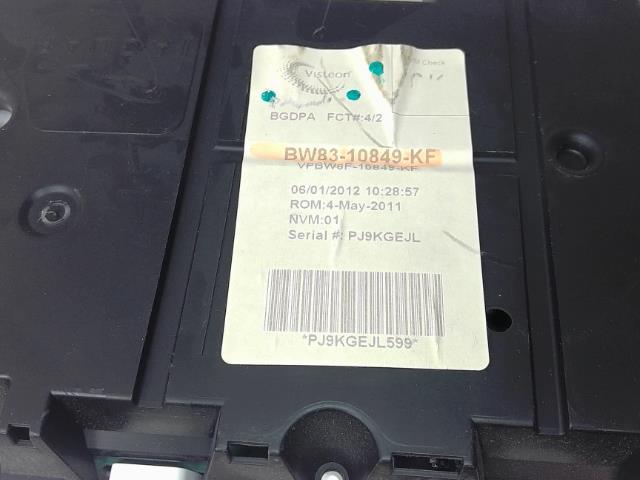 Visteon
Check
BGDPA FCT#:4/2
BW83-10849-KF
VPBW8F-10849-KF
06/01/2012 10:28:57
ROM:4-May-2011
NVM:01
Serial #: PJ9KGEJL
*PJ9KGEJL599*